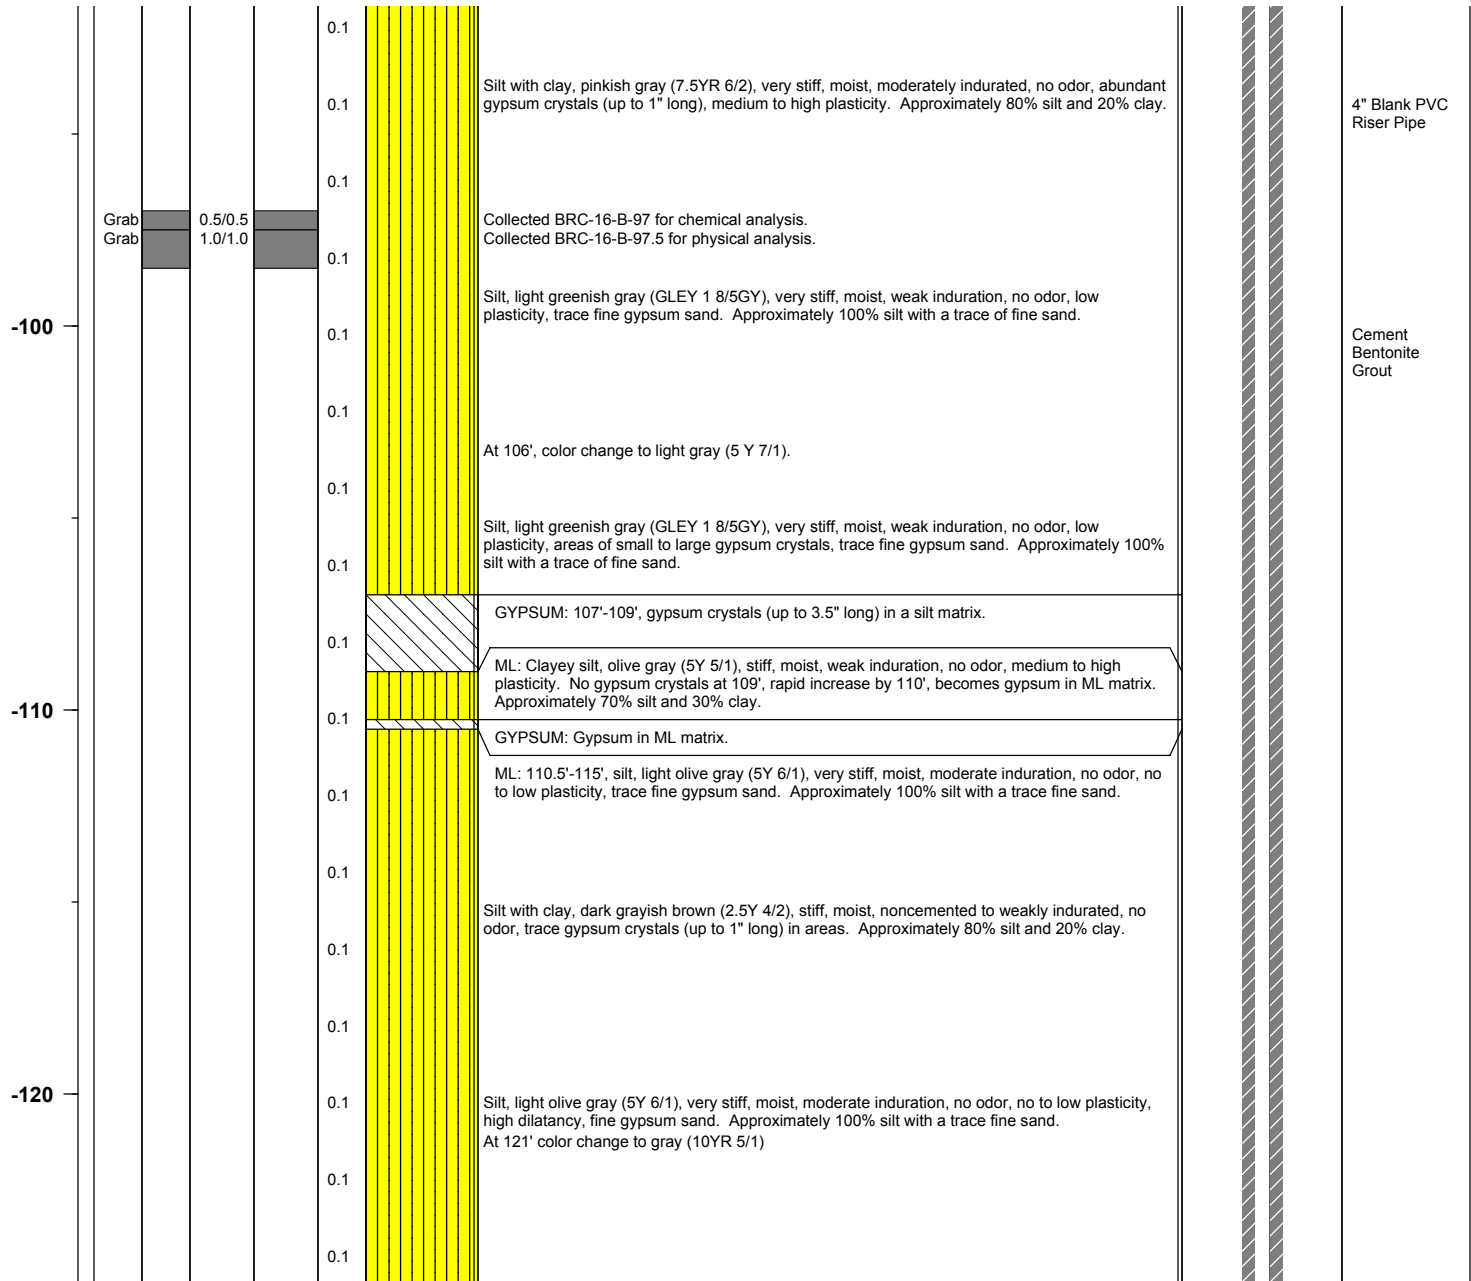 0.1
Silt with clay, pinkish gray (7.5YR 6/2), very stiff, moist, moderately indurated, no odor, abundant
gypsum crystals (up to 1" long), medium to high plasticity.  Approximately 80% silt and 20% clay.
0.1
4" Blank PVC
Riser Pipe
0.1
Grab 0.5/0.5 Collected BRC-16-B-97 for chemical analysis.
Grab 1.0/1.0 Collected BRC-16-B-97.5 for physical analysis.
0.1
Silt, light greenish gray (GLEY 1 8/5GY), very stiff, moist, weak induration, no odor, low
plasticity, trace fine gypsum sand.  Approximately 100% silt with a trace of fine sand.
-100
0.1
Cement
Bentonite
Grout
0.1
At 106', color change to light gray (5 Y 7/1).
0.1
Silt, light greenish gray (GLEY 1 8/5GY), very stiff, moist, weak induration, no odor, low
plasticity, areas of small to large gypsum crystals, trace fine gypsum sand.  Approximately 100%
silt with a trace of fine sand.
0.1
GYPSUM: 107'-109', gypsum crystals (up to 3.5" long) in a silt matrix.
0.1
ML: Clayey silt, olive gray (5Y 5/1), stiff, moist, weak induration, no odor, medium to high
plasticity.  No gypsum crystals at 109', rapid increase by 110', becomes gypsum in ML matrix.
Approximately 70% silt and 30% clay.
-110
0.1
GYPSUM: Gypsum in ML matrix.
ML: 110.5'-115', silt, light olive gray (5Y 6/1), very stiff, moist, moderate induration, no odor, no
to low plasticity, trace fine gypsum sand.  Approximately 100% silt with a trace fine sand.
0.1
0.1
Silt with clay, dark grayish brown (2.5Y 4/2), stiff, moist, noncemented to weakly indurated, no
odor, trace gypsum crystals (up to 1" long) in areas.  Approximately 80% silt and 20% clay.
0.1
0.1
-120
0.1
Silt, light olive gray (5Y 6/1), very stiff, moist, moderate induration, no odor, no to low plasticity,
high dilatancy, fine gypsum sand.  Approximately 100% silt with a trace fine sand.
At 121' color change to gray (10YR 5/1)
0.1
0.1